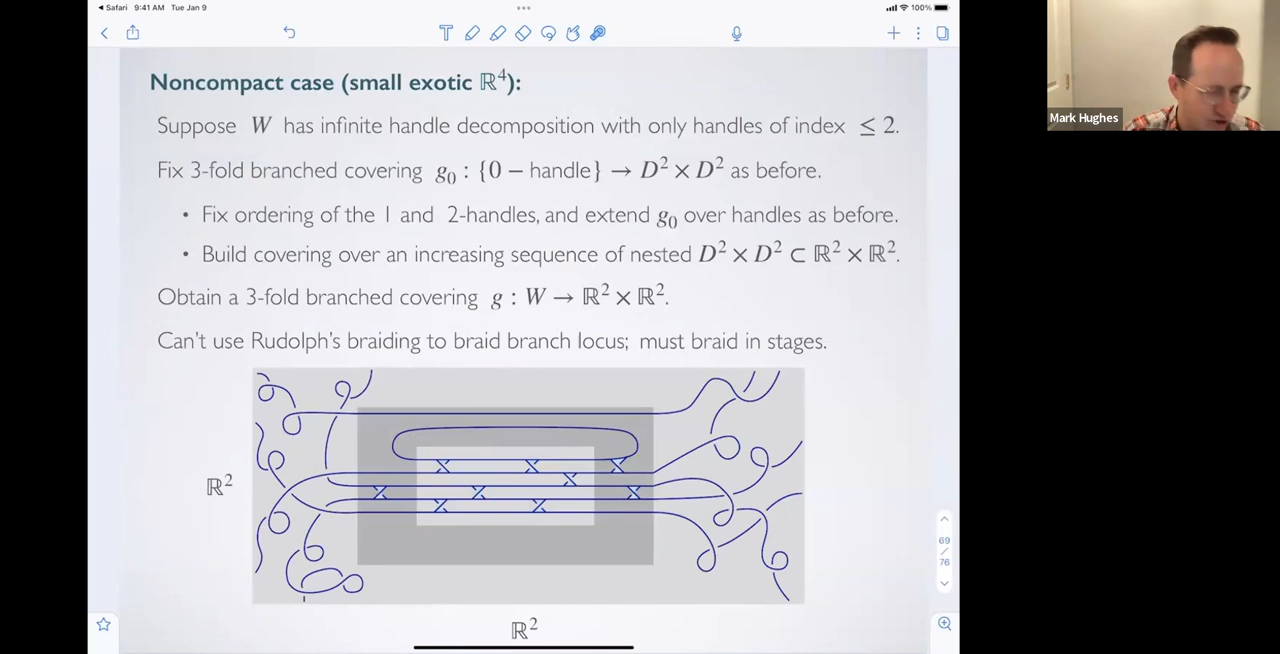 Safari 9:41 AM Tue Jan 9
100%
Mark Hughes
Noncompact case (small exotic ℝ⁴):
Suppose W has infinite handle decomposition with only handles of index ≤ 2.
Fix 3-fold branched covering g₀ : {0 – handle} → D² × D² as before.
• Fix ordering of the 1 and 2-handles, and extend g₀ over handles as before.
• Build covering over an increasing sequence of nested D² × D² ⊂ ℝ² × ℝ².
Obtain a 3-fold branched covering g : W → ℝ² × ℝ².
Can't use Rudolph's braiding to braid branch locus; must braid in stages.
ℝ²
ℝ²
69
/
76